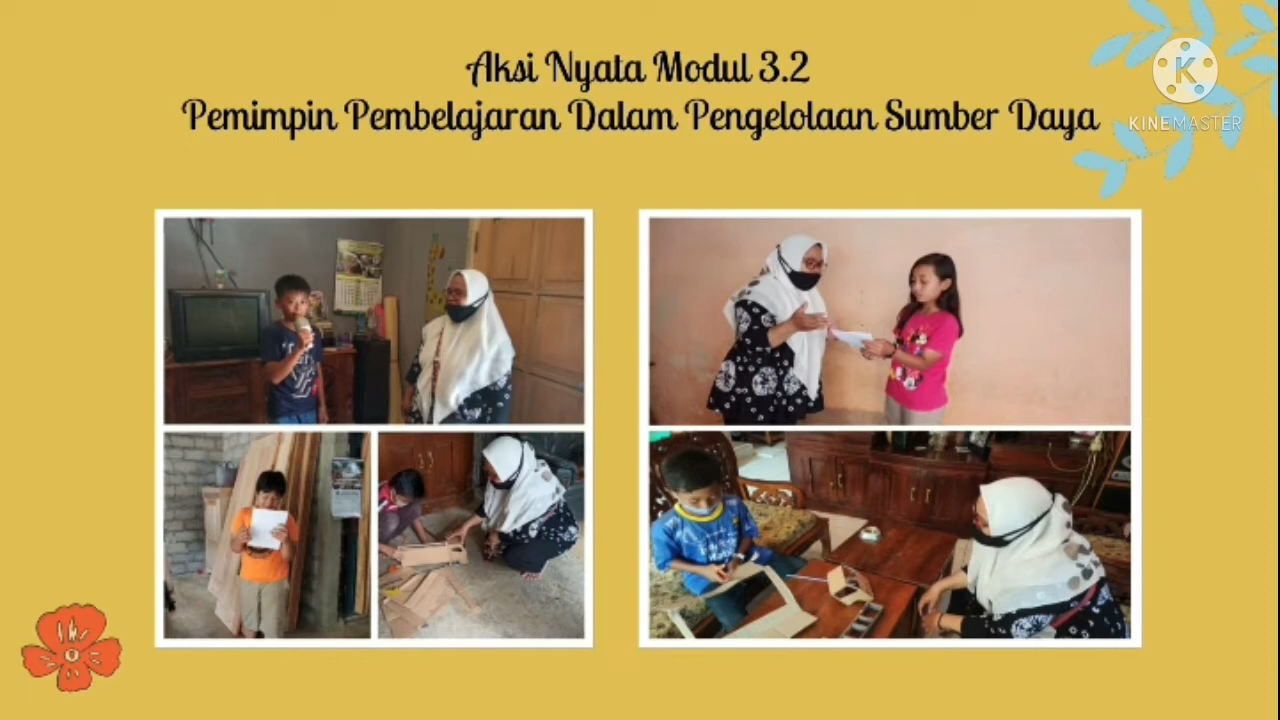 Aksi Nyata Modul 3.2
Pemimpin Pembelajaran Dalam Pengelolaan Sumber Daya
K
KINEMASTER